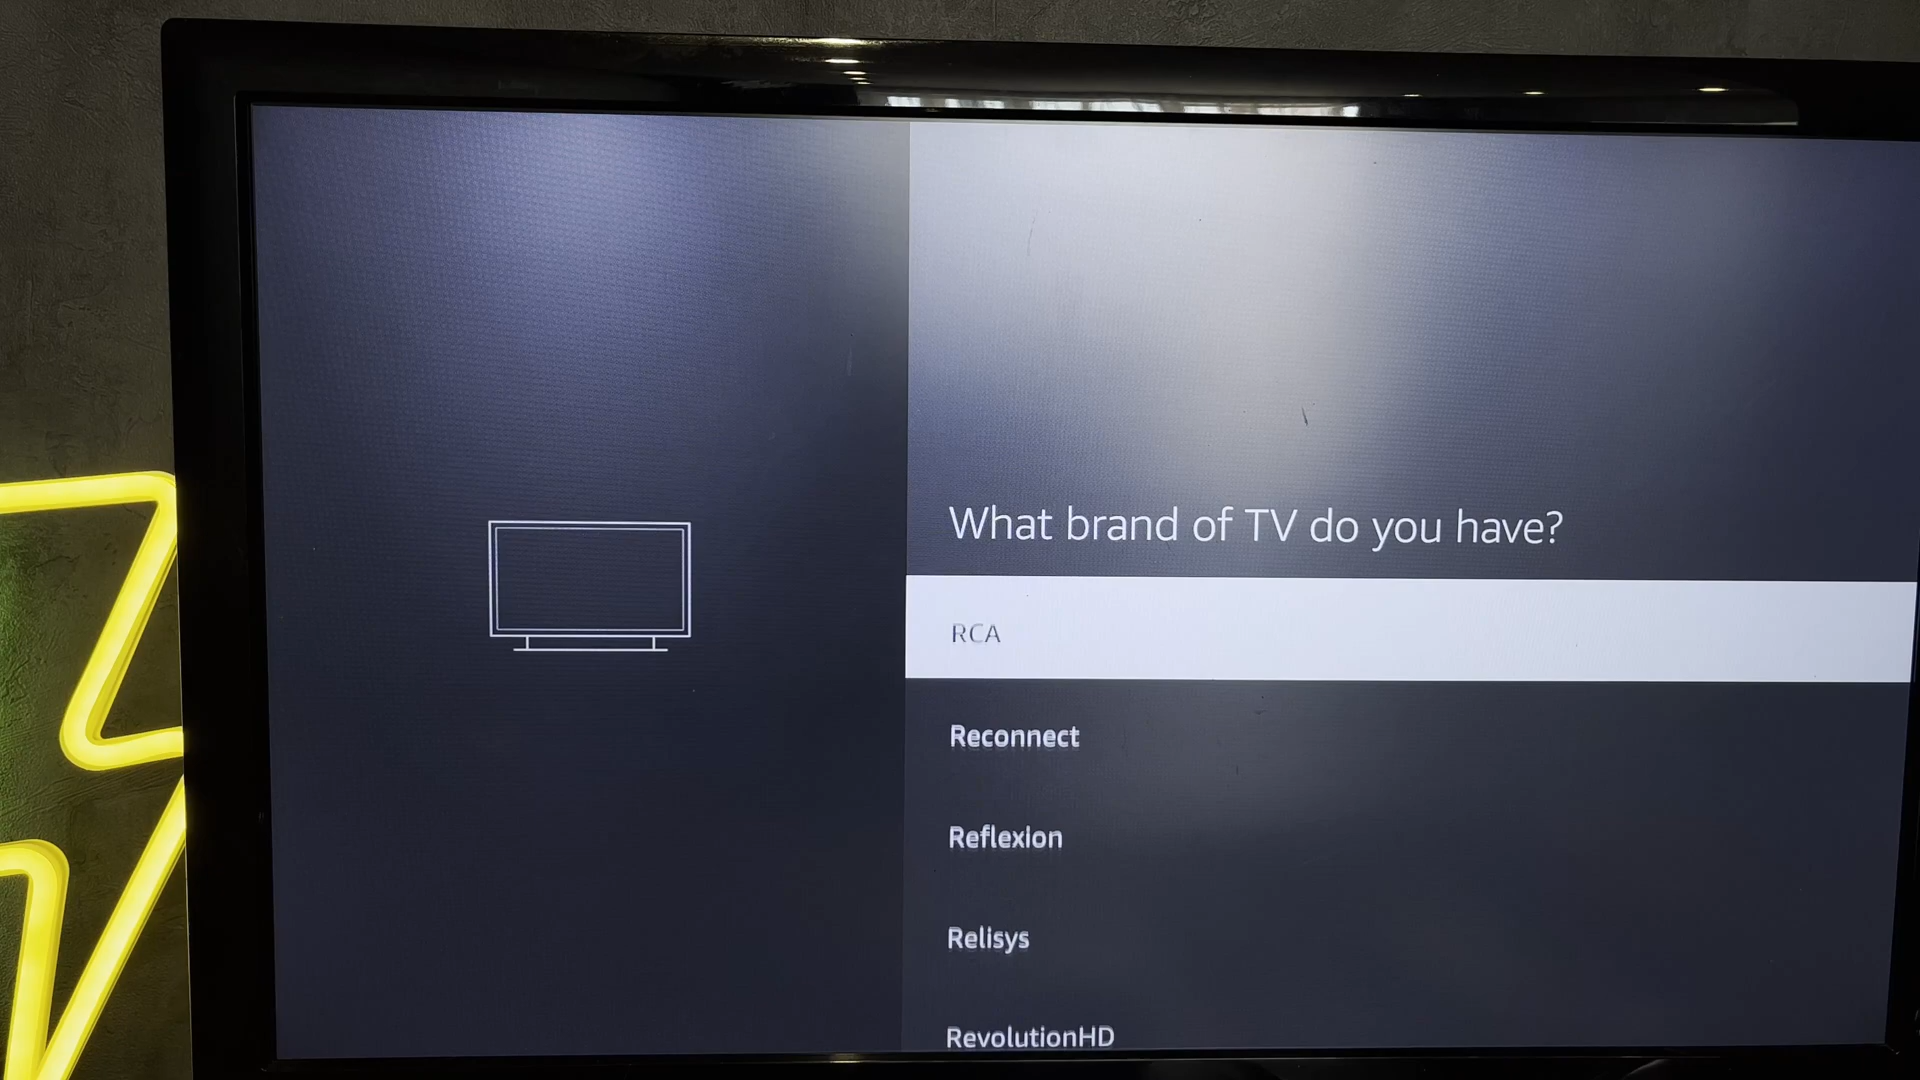 What brand of TV do you have?
RCA
Reconnect
Reflexion
Relisys
RevolutionHD